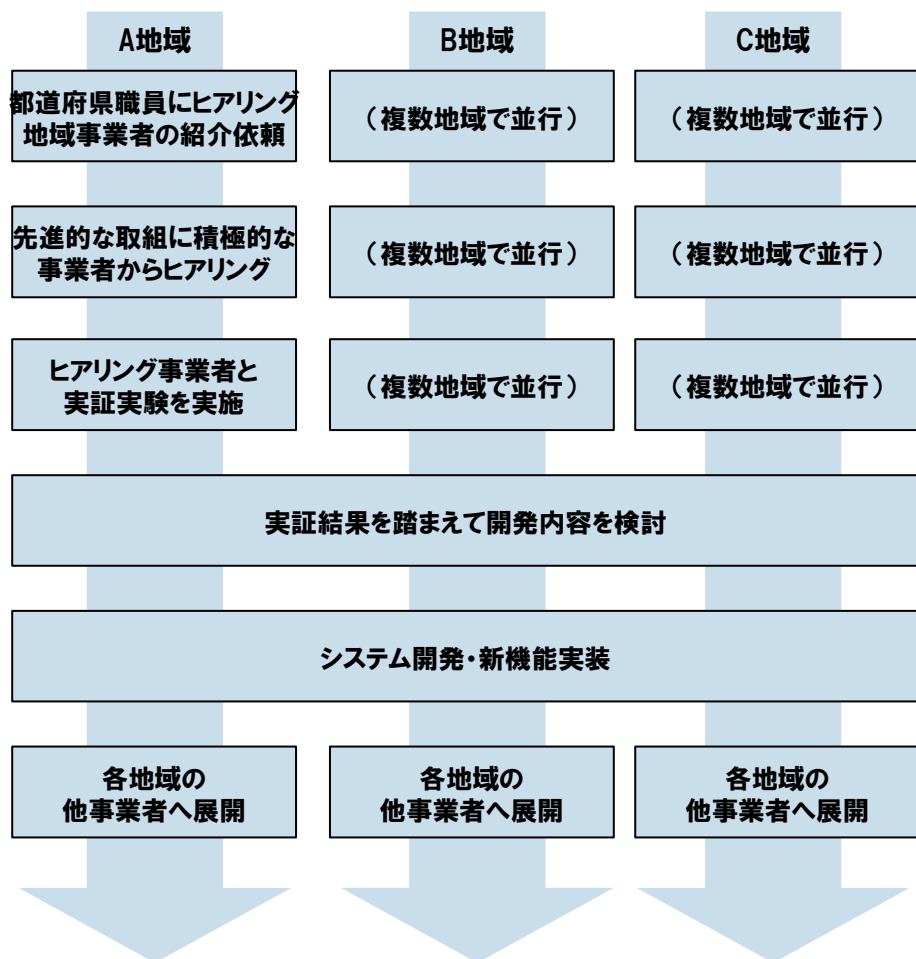 A地域
B地域
C地域
都道府県職員にヒアリング
地域事業者の紹介依頼
（複数地域で並行）
（複数地域で並行）
先進的な取組に積極的な
事業者からヒアリング
（複数地域で並行）
（複数地域で並行）
ヒアリング事業者と
実証実験を実施
（複数地域で並行）
（複数地域で並行）
実証結果を踏まえて開発内容を検討
システム開発・新機能実装
各地域の
他事業者へ展開
各地域の
他事業者へ展開
各地域の
他事業者へ展開